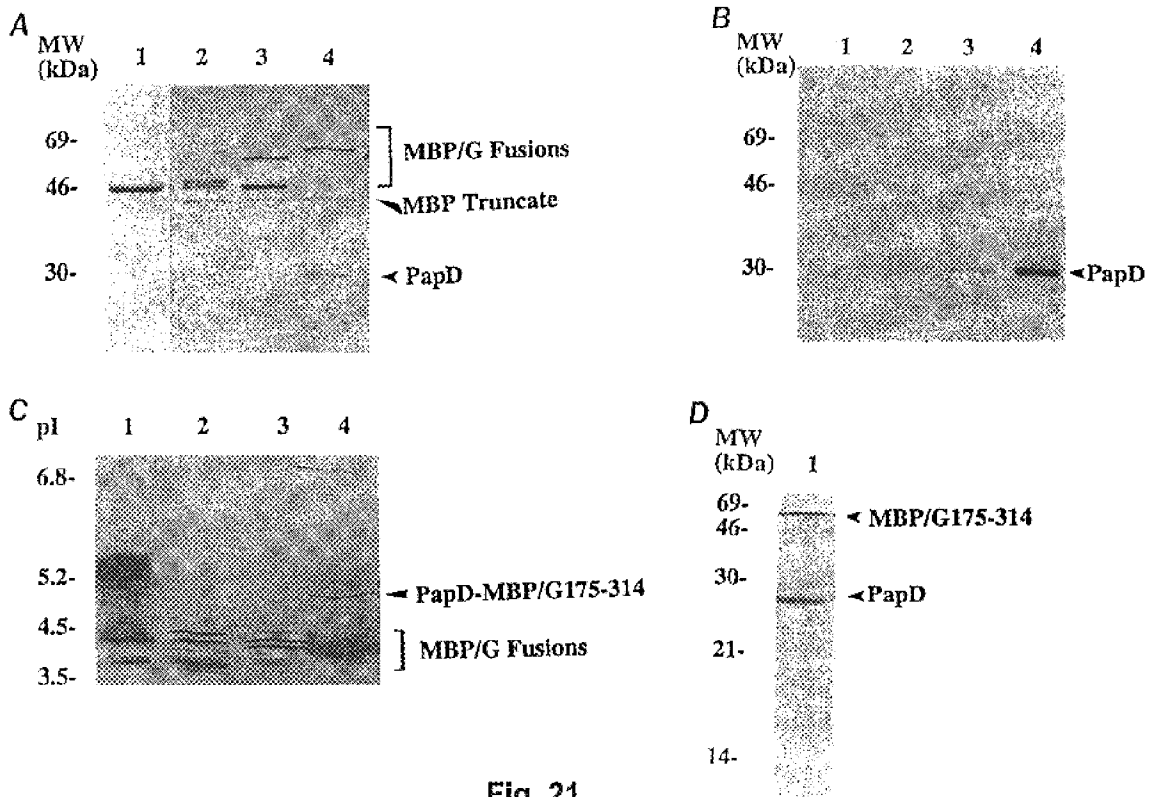 A
MW
(kDa)
1 2 3 4
69-
46-
30-
MBP/G Fusions
MBP Truncate
PapD
B
MW
(kDa)
1 2 3 4
69-
46-
30-
PapD
C
pI
1 2 3 4
6.8-
5.2-
4.5-
3.5-
PapD-MBP/G175-314
MBP/G Fusions
D
MW
(kDa)
1
69-
46-
30-
21-
14-
MBP/G175-314
PapD
Fig. 21